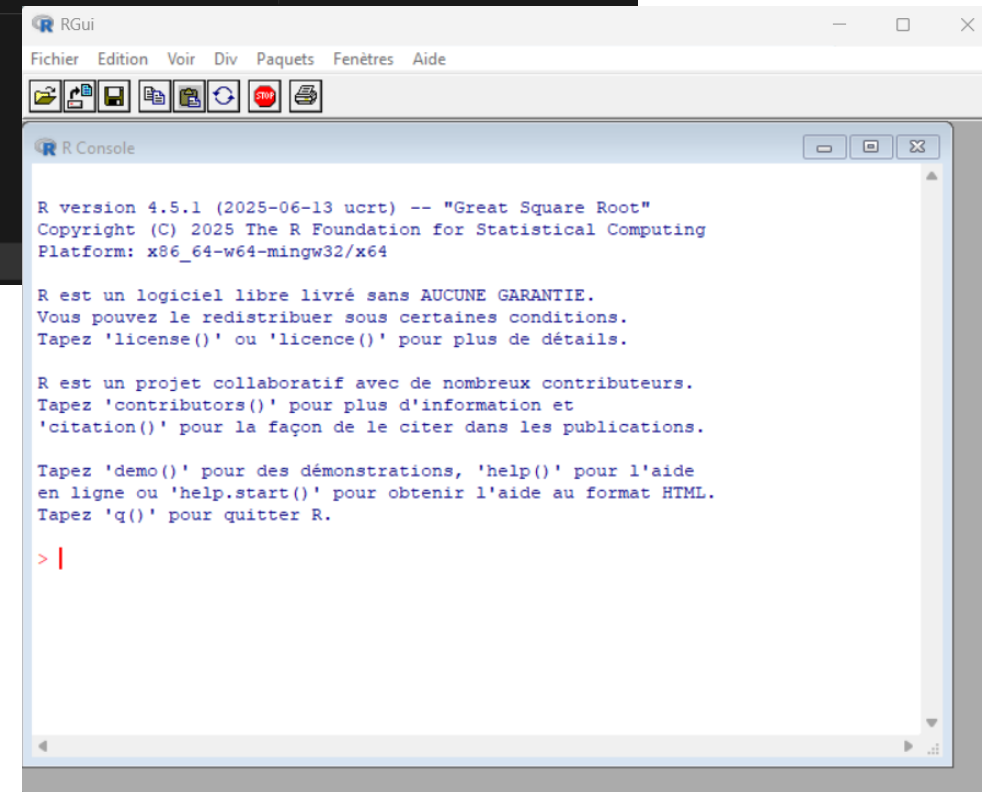 RGui
Fichier Edition Voir Div Paquets Fenêtres Aide
STOP
R Console
R version 4.5.1 (2025-06-13 ucrt) -- "Great Square Root"
Copyright (C) 2025 The R Foundation for Statistical Computing
Platform: x86_64-w64-mingw32/x64
R est un logiciel libre livré sans AUCUNE GARANTIE.
Vous pouvez le redistribuer sous certaines conditions.
Tapez 'license()' ou 'licence()' pour plus de détails.
R est un projet collaboratif avec de nombreux contributeurs.
Tapez 'contributors()' pour plus d'information et
'citation()' pour la façon de le citer dans les publications.
Tapez 'demo()' pour des démonstrations, 'help()' pour l'aide
en ligne ou 'help.start()' pour obtenir l'aide au format HTML.
Tapez 'q()' pour quitter R.
>